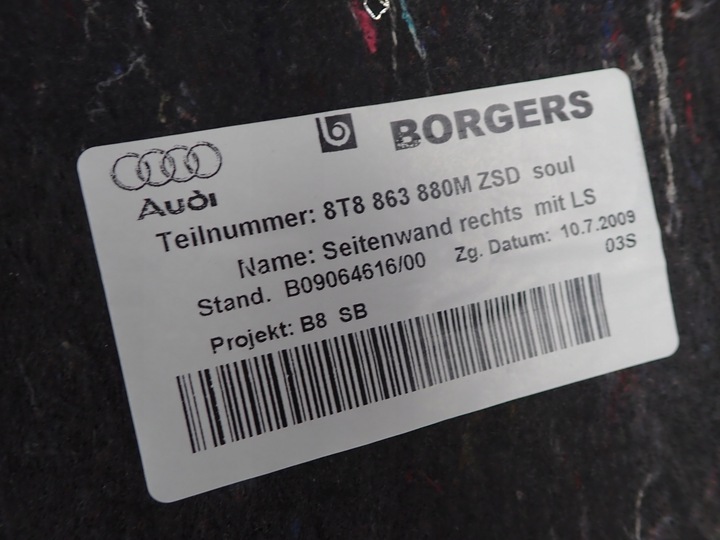 BORGERS
Audi
Teilnummer: 8T8 863 880M ZSD soul
Name: Seitenwand rechts mit LS
Stand. B09064616/00 Zg. Datum: 10.7.2009
Projekt: B8 SB 03S